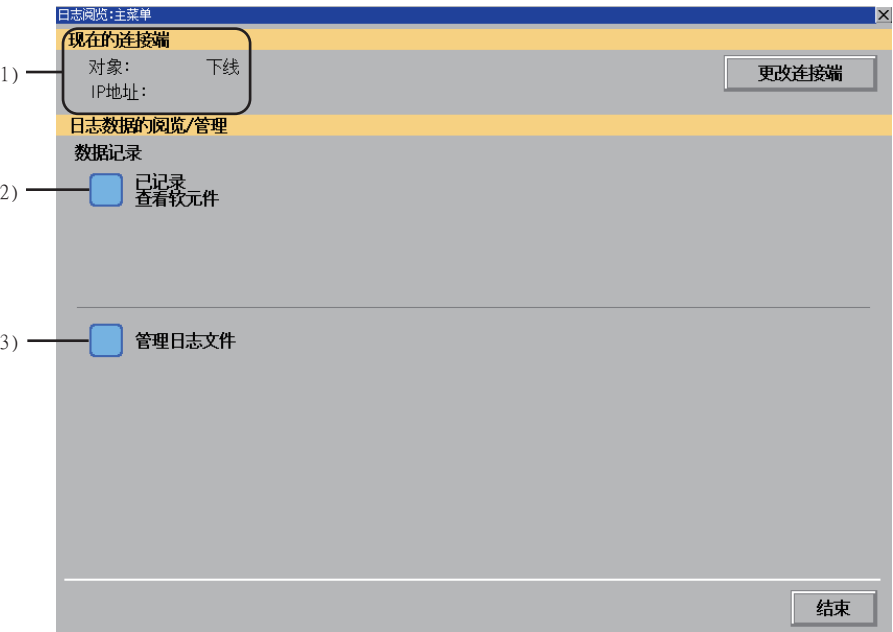 日志阅览:主菜单
现在的连接端
1)
对象: 下线
更改连接端
IP地址:
日志数据的阅览/管理
数据记录
2)
已记录
查看软元件
3)
管理日志文件
结束